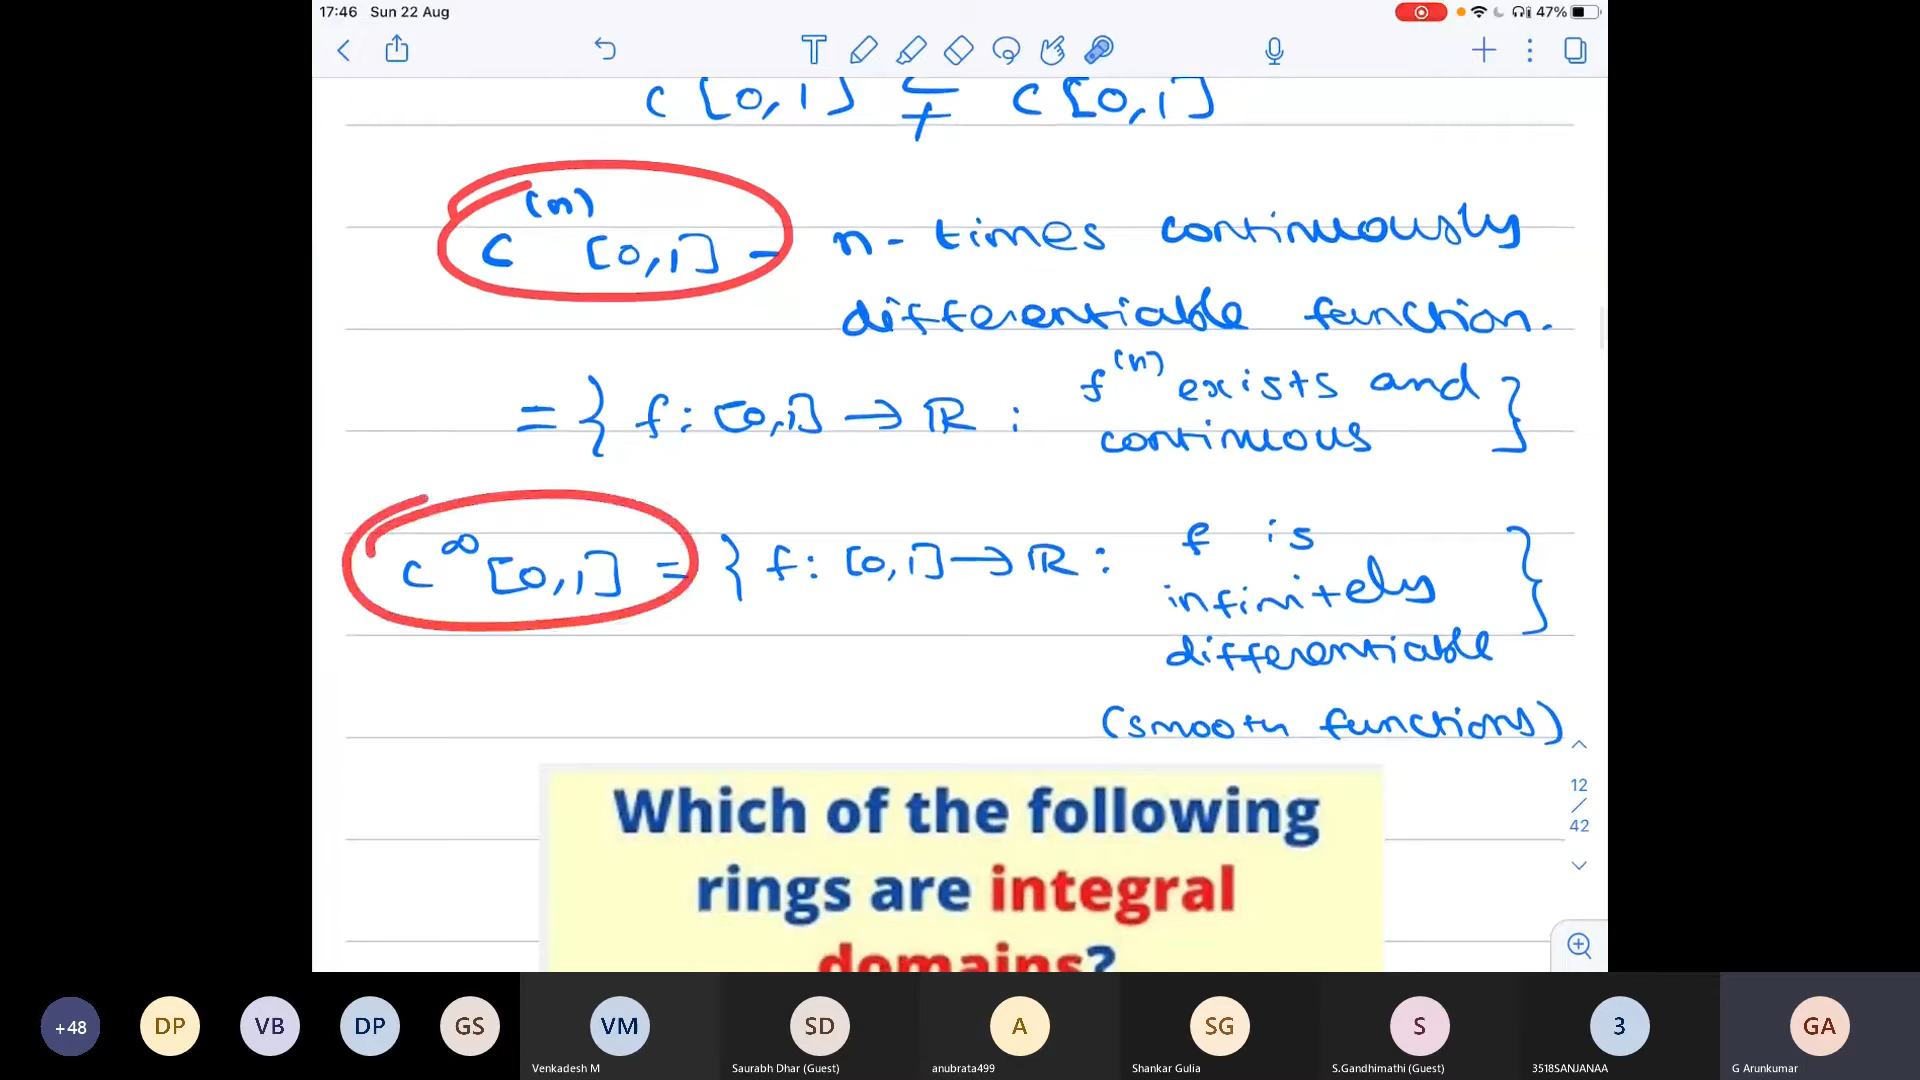 17:46 Sun 22 Aug
47%
C [0,1] ⊊ C [0,1]
C^(n) [0,1] - n-times continuously
differentiable function.
= { f: [0,1] → ℝ : f^(n) exists and
continuous }
C^∞ [0,1] = { f: [0,1] → ℝ : f is
infinitely
differentiable }
(smooth functions)
12
/
42
Which of the following
rings are integral
domains?
+48
DP
VB
DP
GS
VM
SD
A
SG
S
3
GA
Venkadesh M
Saurabh Dhar (Guest)
anubrata499
Shankar Gulia
S.Gandhimathi (Guest)
3518SANJANAA
G Arunkumar